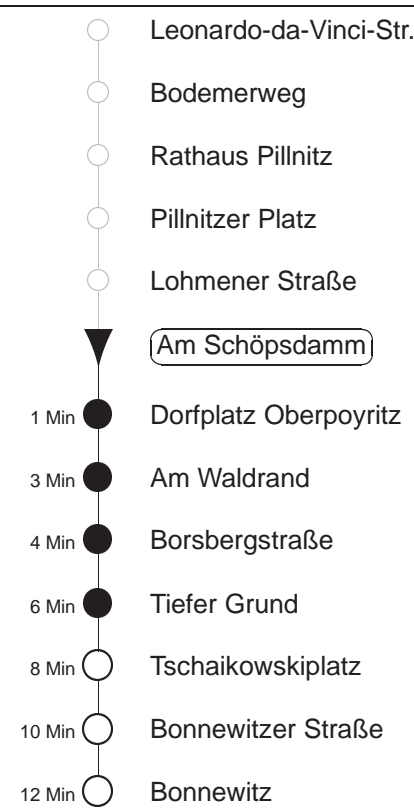 Leonardo-da-Vinci-Str.
Bodemerweg
Rathaus Pillnitz
Pillnitzer Platz
Lohmener Straße
Am Schöpsdamm
1 Min Dorfplatz Oberpoyritz
3 Min Am Waldrand
4 Min Borsbergstraße
6 Min Tiefer Grund
8 Min Tschaikowskiplatz
10 Min Bonnewitzer Straße
12 Min Bonnewitz